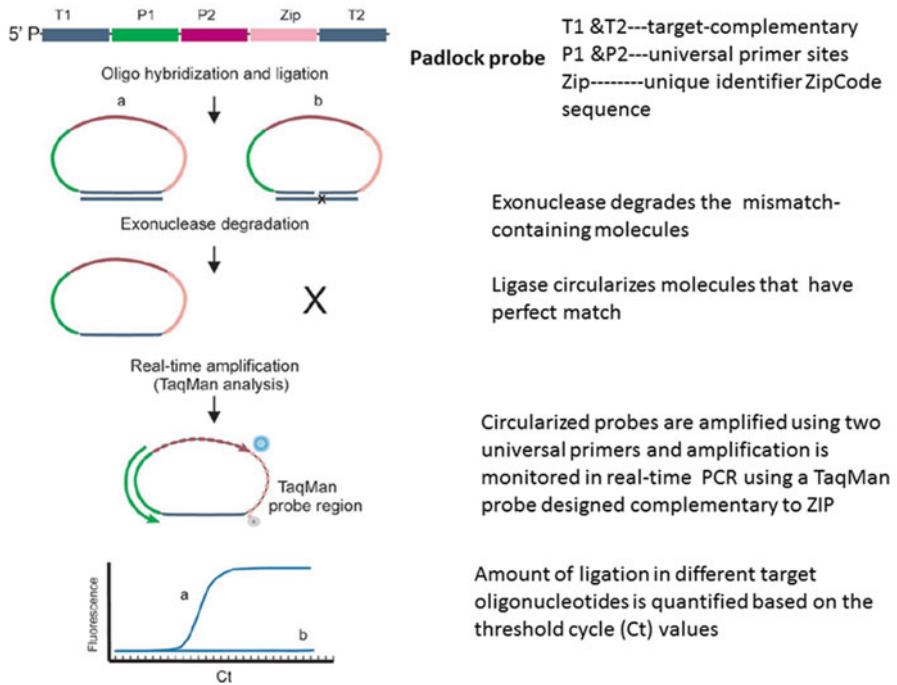 T1 P1 P2 Zip T2
5' P
Oligo hybridization and ligation
a b
x
Exonuclease degradation
X
Real-time amplification
(TaqMan analysis)
TaqMan
probe region
Fluorescence
a
b
Ct
Padlock probe
T1 &T2---target-complementary
P1 &P2---universal primer sites
Zip--------unique identifier ZipCode
sequence
Exonuclease degrades the mismatch-
containing molecules
Ligase circularizes molecules that have
perfect match
Circularized probes are amplified using two
universal primers and amplification is
monitored in real-time PCR using a TaqMan
probe designed complementary to ZIP
Amount of ligation in different target
oligonucleotides is quantified based on the
threshold cycle (Ct) values